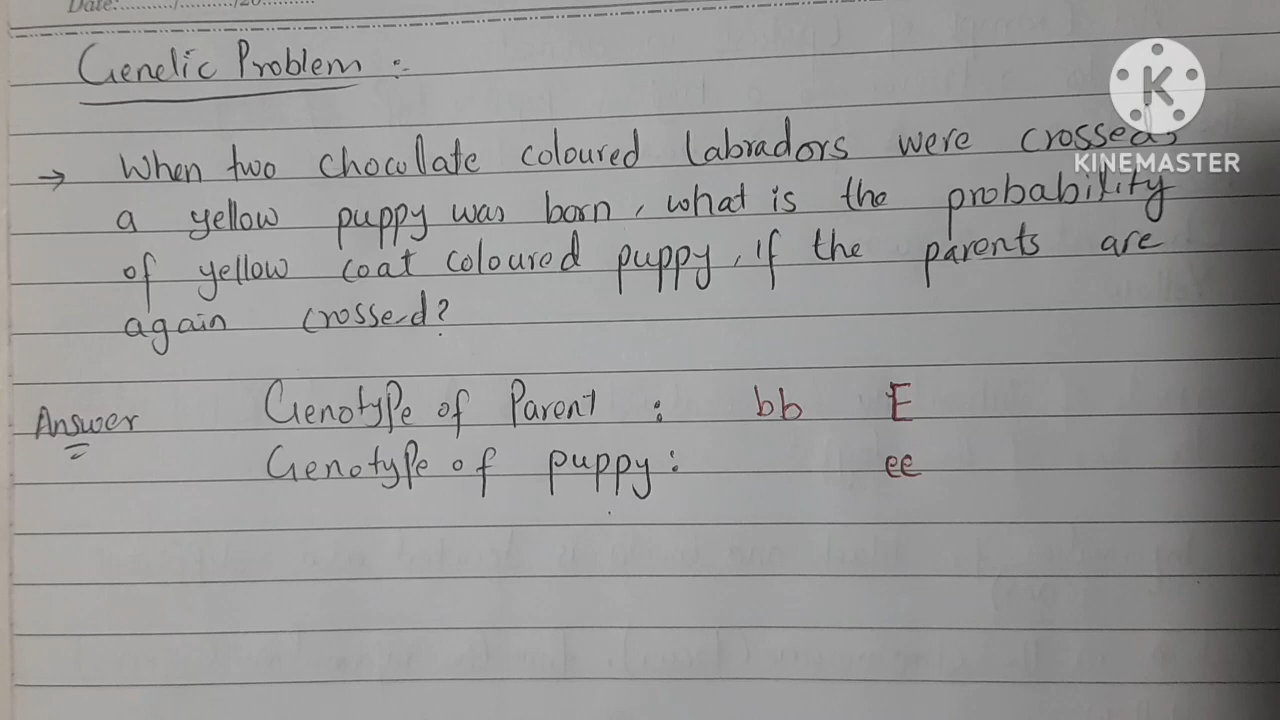 Date:........../........../20..........
Genetic Problem :-
K
KINEMASTER
→ When two chocolate coloured labradors were crossed,
a yellow puppy was born, what is the probability
of yellow coat coloured puppy, if the parents are
again crossed?
Answer Genotype of Parent : bb E
Genotype of puppy: ee